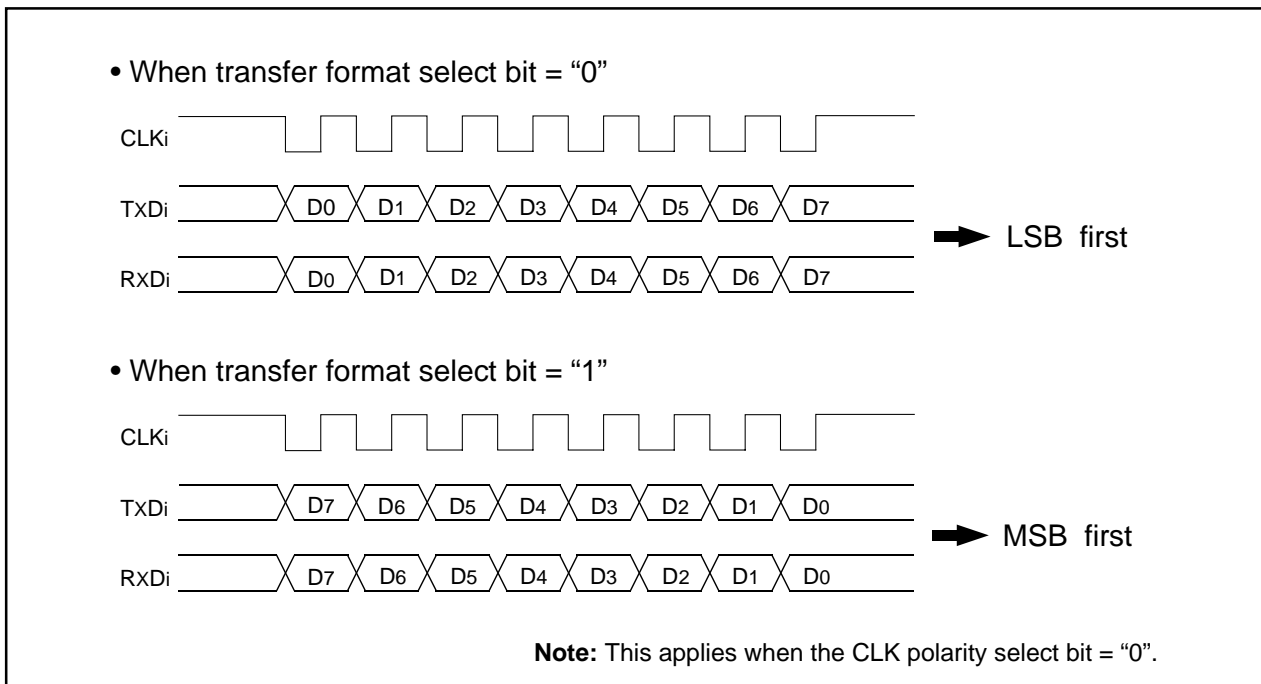 • When transfer format select bit = “0”
CLKi
TXDi D0 D1 D2 D3 D4 D5 D6 D7
LSB first
RXDi D0 D1 D2 D3 D4 D5 D6 D7
• When transfer format select bit = “1”
CLKi
TXDi D7 D6 D5 D4 D3 D2 D1 D0
MSB first
RXDi D7 D6 D5 D4 D3 D2 D1 D0
Note: This applies when the CLK polarity select bit = “0”.